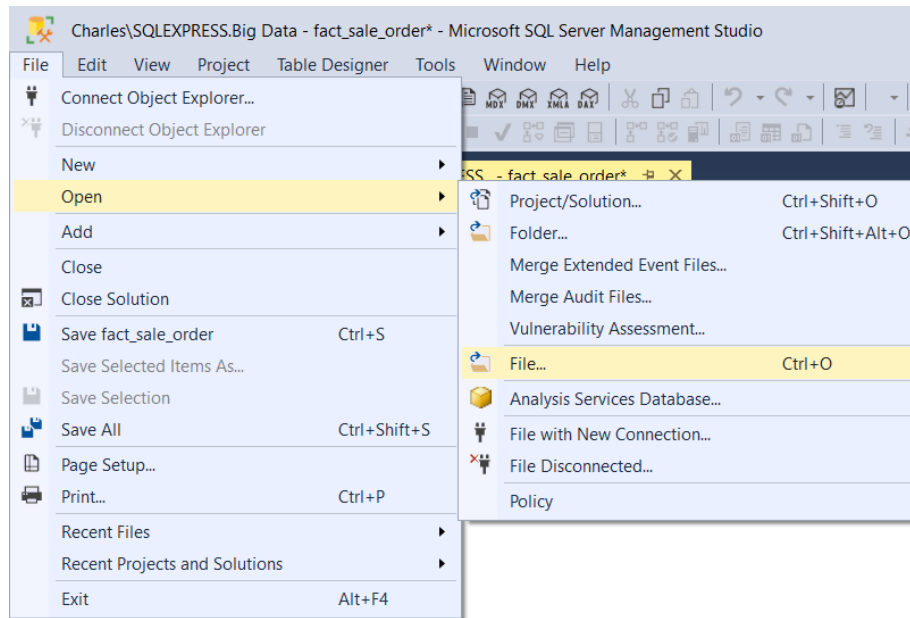 Charles\SQLEXPRESS.Big Data - fact_sale_order* - Microsoft SQL Server Management Studio
File Edit View Project Table Designer Tools Window Help
Connect Object Explorer...
MDX DMX XMLA DAX
Disconnect Object Explorer
New
ESS - fact_sale_order*
Open
Project/Solution... Ctrl+Shift+O
Add
Folder... Ctrl+Shift+Alt+O
Merge Extended Event Files...
Close
Merge Audit Files...
Close Solution
Vulnerability Assessment...
Save fact_sale_order Ctrl+S
File... Ctrl+O
Save Selected Items As...
Analysis Services Database...
Save Selection
File with New Connection...
Save All Ctrl+Shift+S
File Disconnected...
Page Setup...
Policy
Print... Ctrl+P
Recent Files
Recent Projects and Solutions
Exit Alt+F4